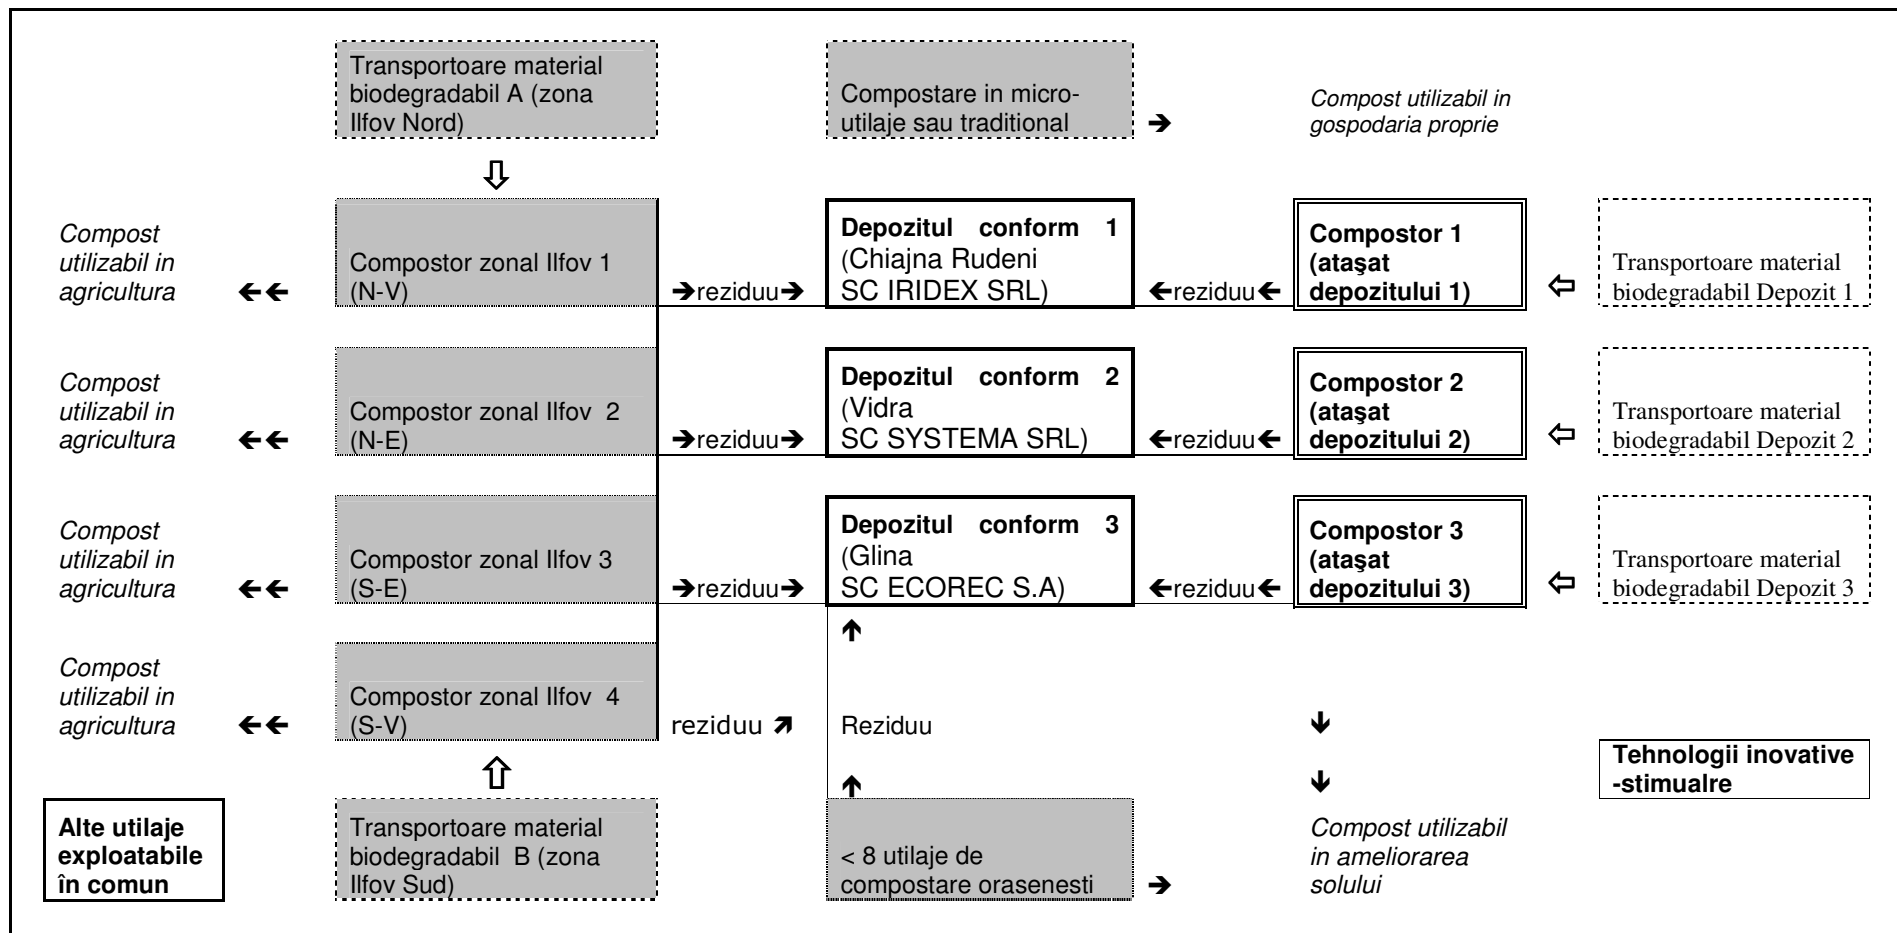 Transportoare material
biodegradabil A (zona
Ilfov Nord)
Compostare in micro-
utilaje sau traditional
➔
Compost utilizabil in
gospodaria proprie
Compost
utilizabil in
agricultura
Compostor zonal Ilfov 1
(N-V)
➔reziduu➔
Depozitul conform 1
(Chiajna Rudeni
SC IRIDEX SRL)
🡰reziduu🡰
Compostor 1
(ataşat
depozitului 1)
Transportoare material
biodegradabil Depozit 1
Compost
utilizabil in
agricultura
Compostor zonal Ilfov 2
(N-E)
➔reziduu➔
Depozitul conform 2
(Vidra
SC SYSTEMA SRL)
🡰reziduu🡰
Compostor 2
(ataşat
depozitului 2)
Transportoare material
biodegradabil Depozit 2
Compost
utilizabil in
agricultura
Compostor zonal Ilfov 3
(S-E)
➔reziduu➔
Depozitul conform 3
(Glina
SC ECOREC S.A)
🡰reziduu🡰
Compostor 3
(ataşat
depozitului 3)
Transportoare material
biodegradabil Depozit 3
Compost
utilizabil in
agricultura
Compostor zonal Ilfov 4
(S-V)
reziduu 🡵
Reziduu
Tehnologii inovative
-stimualre
Alte utilaje
exploatabile
în comun
Transportoare material
biodegradabil B (zona
Ilfov Sud)
< 8 utilaje de
compostare orasenesti
➔
Compost utilizabil
in ameliorarea
solului